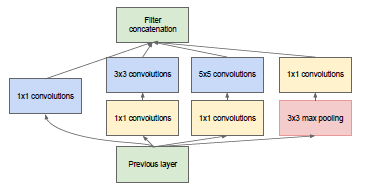 Filter
concatenation
3x3 convolutions
5x5 convolutions
1x1 convolutions
1x1 convolutions
1x1 convolutions
1x1 convolutions
3x3 max pooling
Previous layer